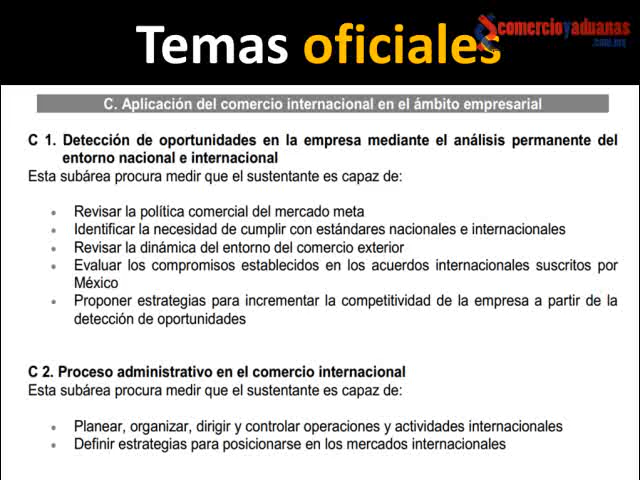 Temas oficiales
comercioyaduanas
.com.mx
C. Aplicación del comercio internacional en el ámbito empresarial
C 1. Detección de oportunidades en la empresa mediante el análisis permanente del
entorno nacional e internacional
Esta subárea procura medir que el sustentante es capaz de:
• Revisar la política comercial del mercado meta
• Identificar la necesidad de cumplir con estándares nacionales e internacionales
• Revisar la dinámica del entorno del comercio exterior
• Evaluar los compromisos establecidos en los acuerdos internacionales suscritos por
México
• Proponer estrategias para incrementar la competitividad de la empresa a partir de la
detección de oportunidades
C 2. Proceso administrativo en el comercio internacional
Esta subárea procura medir que el sustentante es capaz de:
• Planear, organizar, dirigir y controlar operaciones y actividades internacionales
• Definir estrategias para posicionarse en los mercados internacionales